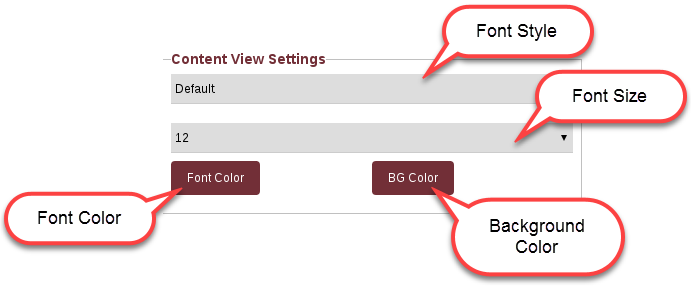 Font Style
Content View Settings
Default
Font Size
12
Font Color
BG Color
Font Color
Background
Color